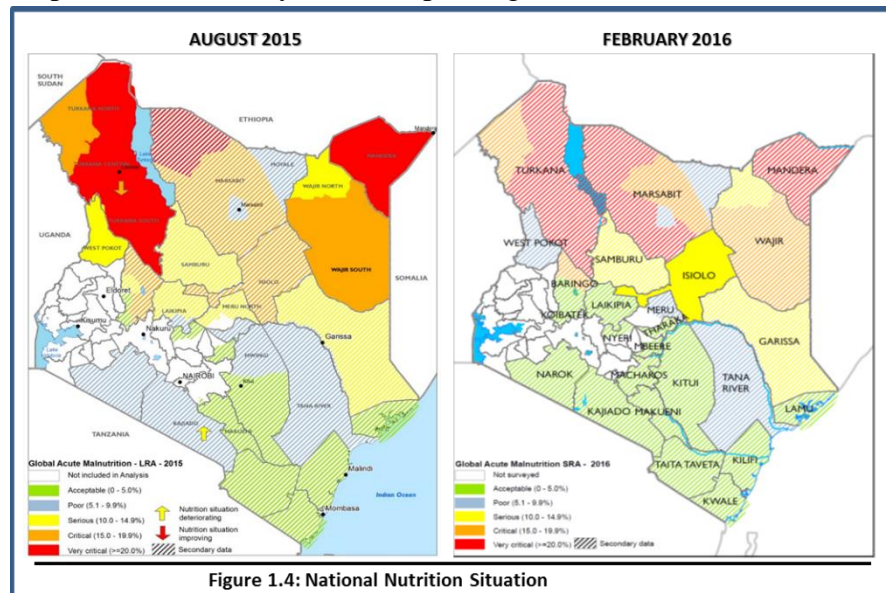 AUGUST 2015
FEBRUARY 2016
SOUTH
SUDAN
TURKANA NORTH
ETHIOPIA
MOYALE
MANDERA
WAJIR NORTH
MARSABIT
Marsabit
TURKANA SOUTH
UGANDA
WEST POKOT
SAMBURU
WAJIR SOUTH
SOMALIA
ISIOLO
Eldoret
LAIKIPIA
MERU NORTH
Kisumu
Nakuru
Garissa
NAIROBI
TANA RIVER
KAJIADO
TANZANIA
Malindi
Mombasa
Indian Ocean
Global Acute Malnutrition - LRA - 2015
Not included in Analysis
Acceptable (0 - 5.0%)
Poor (5.1 - 9.9%)
Serious (10.0 - 14.9%)
Critical (15.0 - 19.9%)
Very critical (>=20.0%)
Nutrition situation
deteriorating
Nutrition situation
improving
Secondary data
TURKANA
MARSABIT
MANDERA
WEST POKOT
SAMBURU
WAJIR
ISIOLO
BARINGO
KOIBATEK
LAIKIPIA
MERU
THARAKA
NYERI
MBEERE
GARISSA
NAROK
MACHAROS
KITUI
TANA
RIVER
KAJIADO
MAKUENI
LAMU
TAITA TAVETA
KILIFI
KWALE
Global Acute Malnutrition SRA - 2016
Not surveyed
Acceptable (0 - 5.0%)
Poor (5.1 - 9.9%)
Serious (10.0 - 14.9%)
Critical (15.0 - 19.9%)
Very critical (>=20.0%)
Secondary data
Figure 1.4: National Nutrition Situation